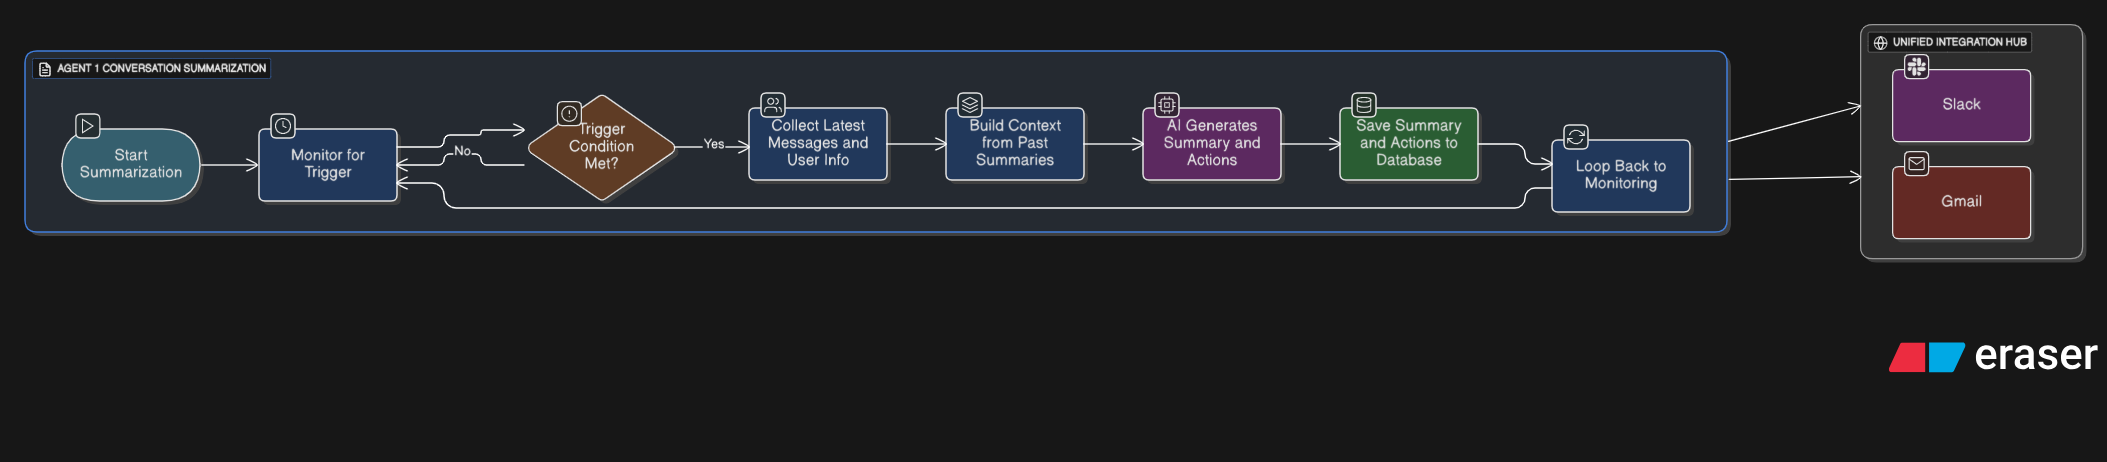 AGENT 1 CONVERSATION SUMMARIZATION
Start
Summarization
Monitor for
Trigger
No
Trigger
Condition
Met?
Yes
Collect Latest
Messages and
User Info
Build Context
from Past
Summaries
AI Generates
Summary and
Actions
Save Summary
and Actions to
Database
Loop Back to
Monitoring
UNIFIED INTEGRATION HUB
Slack
Gmail
eraser